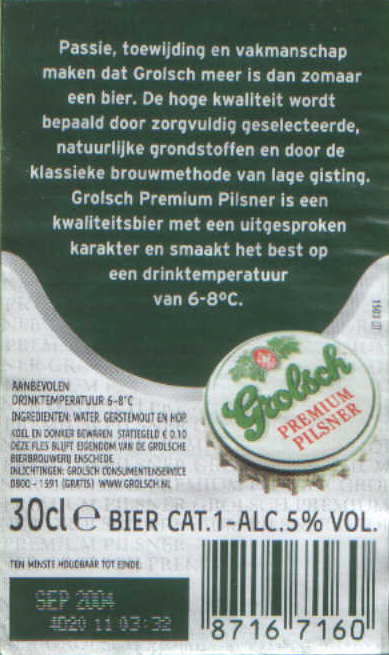 Passie, toewijding en vakmanschap
maken dat Grolsch meer is dan zomaar
een bier. De hoge kwaliteit wordt
bepaald door zorgvuldig geselecteerde,
natuurlijke grondstoffen en door de
klassieke brouwmethode van lage gisting.
Grolsch Premium Pilsner is een
kwaliteitsbier met een uitgesproken
karakter en smaakt het best op
een drinktemperatuur
van 6-8°C.
1503
Grolsch
PREMIUM
PILSNER
AANBEVOLEN
DRINKTEMPERATUUR 6-8°C
INGREDIENTEN: WATER, GERSTEMOUT EN HOP
KOEL EN DONKER BEWAREN STATIEGELD € 0,10
DEZE FLES BLIJFT EIGENDOM VAN DE GROLSCHE
BIERBROUWERIJ ENSCHEDE
INLICHTINGEN: GROLSCH CONSUMENTENSERVICE
0800-1591 (GRATIS) WWW.GROLSCH.NL
30cl e BIER CAT.1-ALC.5% VOL.
TEN MINSTE HOUDBAAR TOT EINDE:
SEP 2004
11 03:32
8716 7160